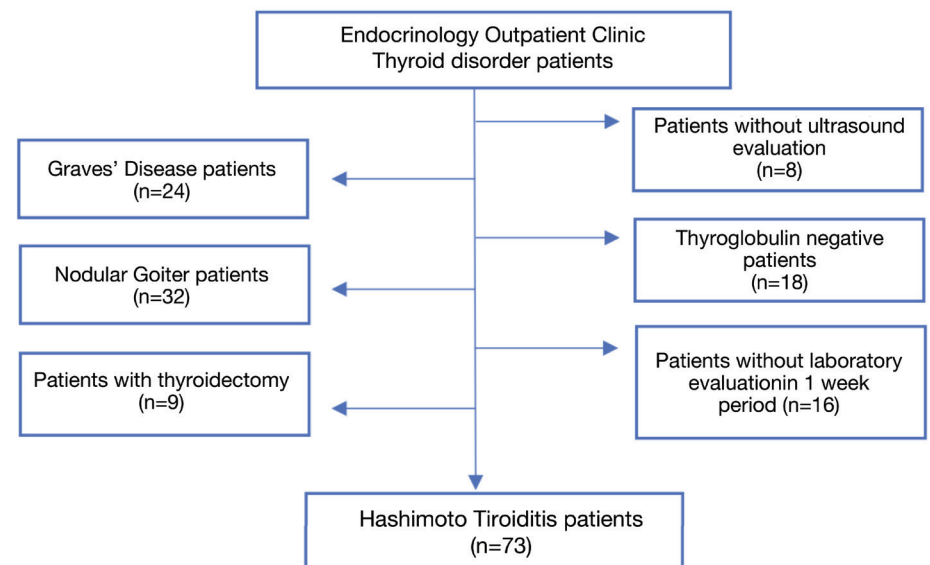 Endocrinology Outpatient Clinic
Thyroid disorder patients
Patients without ultrasound
evaluation
(n=8)
Graves’ Disease patients
(n=24)
Thyroglobulin negative
patients
(n=18)
Nodular Goiter patients
(n=32)
Patients without laboratory
evaluationin 1 week
period (n=16)
Patients with thyroidectomy
(n=9)
Hashimoto Tiroiditis patients
(n=73)